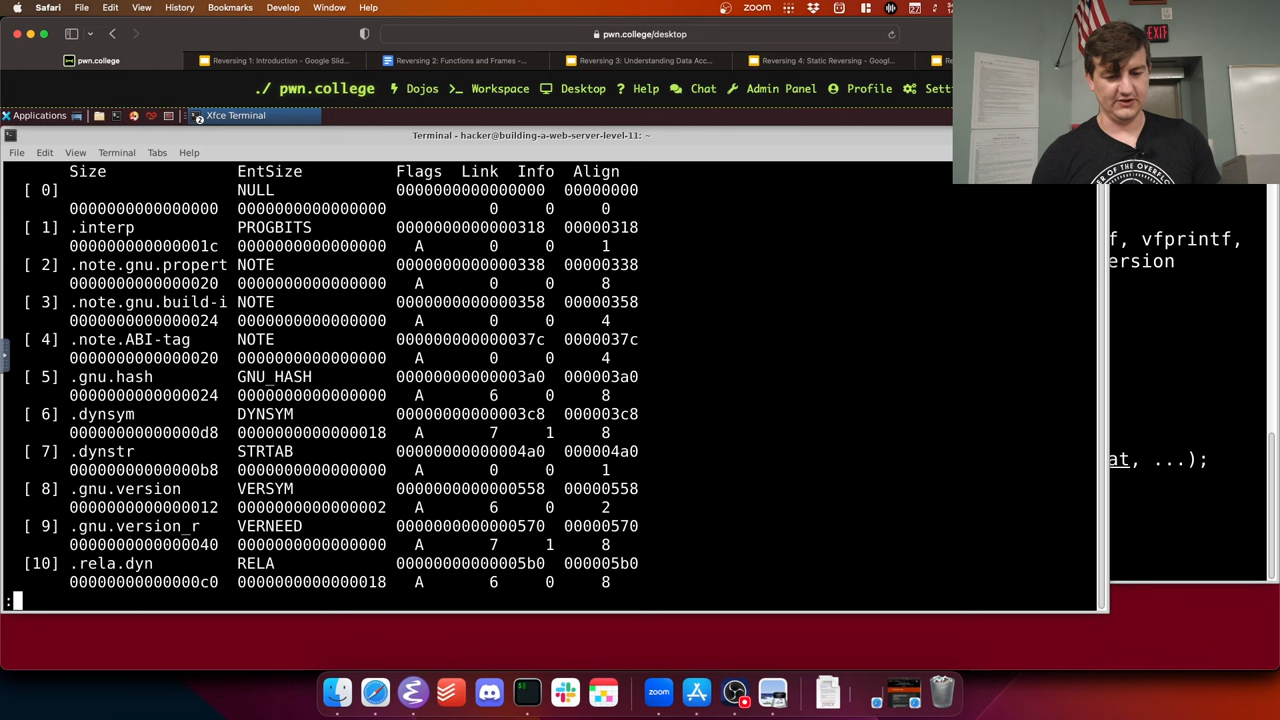 Safari File Edit View History Bookmarks Develop Window Help zoom 27
EXIT
pwn.college/desktop
pwn.college Reversing 1: Introduction - Google Slid... Reversing 2: Functions and Frames -... Reversing 3: Understanding Data Acc... Reversing 4: Static Reversing - Googl...
./ pwn.college Dojos Workspace Desktop Help Chat Admin Panel Profile Sett
Applications Xfce Terminal
Terminal - hacker@building-a-web-server-level-11: ~
File Edit View Terminal Tabs Help
Size EntSize Flags Link Info Align
[ 0] NULL 0000000000000000 00000000
0000000000000000 0000000000000000 0 0 0
[ 1] .interp PROGBITS 0000000000000318 00000318
000000000000001c 0000000000000000 A 0 0 1
[ 2] .note.gnu.propert NOTE 0000000000000338 00000338
0000000000000020 0000000000000000 A 0 0 8
[ 3] .note.gnu.build-i NOTE 0000000000000358 00000358
0000000000000024 0000000000000000 A 0 0 4
[ 4] .note.ABI-tag NOTE 000000000000037c 0000037c
0000000000000020 0000000000000000 A 0 0 4
[ 5] .gnu.hash GNU_HASH 00000000000003a0 000003a0
0000000000000024 0000000000000000 A 6 0 8
[ 6] .dynsym DYNSYM 00000000000003c8 000003c8
00000000000000d8 0000000000000018 A 7 1 8
[ 7] .dynstr STRTAB 00000000000004a0 000004a0
00000000000000b8 0000000000000000 A 0 0 1
[ 8] .gnu.version VERSYM 0000000000000558 00000558
0000000000000012 0000000000000002 A 6 0 2
[ 9] .gnu.version_r VERNEED 0000000000000570 00000570
0000000000000040 0000000000000000 A 7 1 8
[10] .rela.dyn RELA 00000000000005b0 000005b0
00000000000000c0 0000000000000018 A 6 0 8
:
f, vfprintf,
ersion
at, ...);
zoom